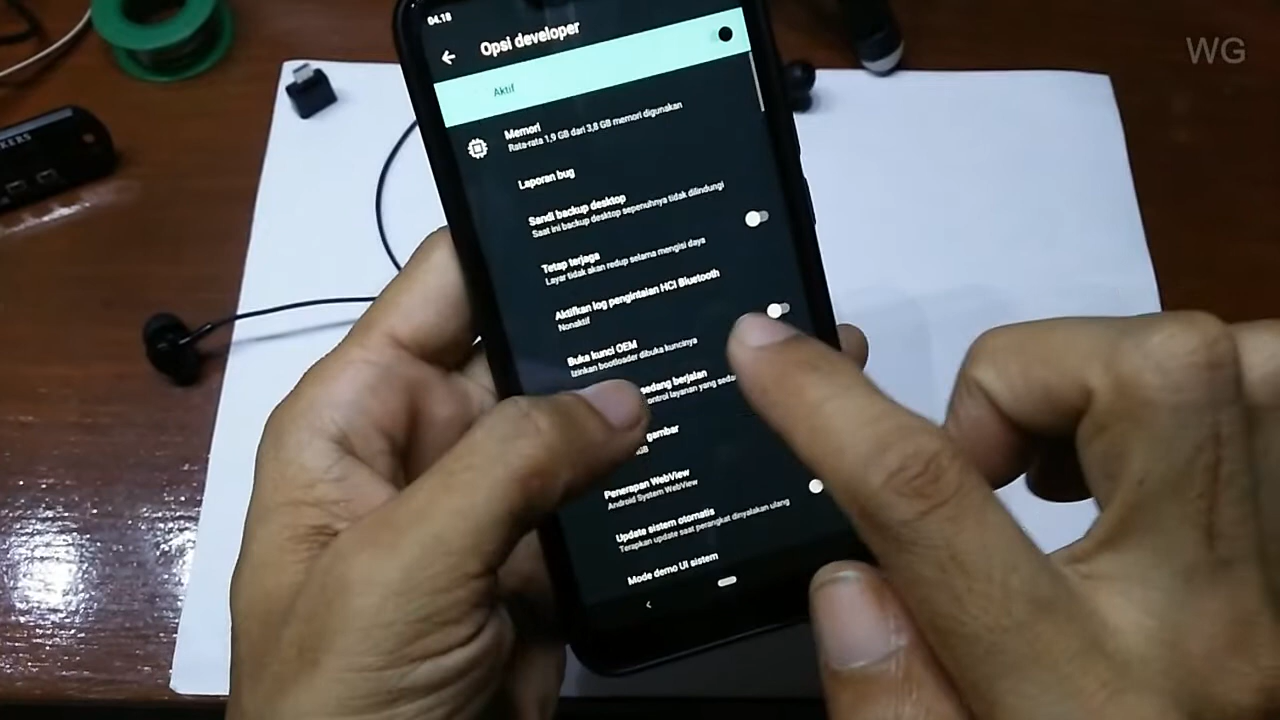 WG
04.18
Opsi developer
Aktif
Memori
Rata-rata 1,9 GB dari 3,8 GB memori digunakan
Laporan bug
Sandi backup desktop
Saat ini backup desktop sepenuhnya tidak dilindungi
Tetap terjaga
Layar tidak akan redup selama mengisi daya
Aktifkan log pengintaian HCI Bluetooth
Nonaktif
Buka kunci OEM
Izinkan bootloader dibuka kuncinya
sedang berjalan
ontrol layanan yang seda
gambar
Penerapan WebView
Android System WebView
Update sistem otomatis
Terapkan update saat perangkat dinyalakan ulang
Mode demo UI sistem